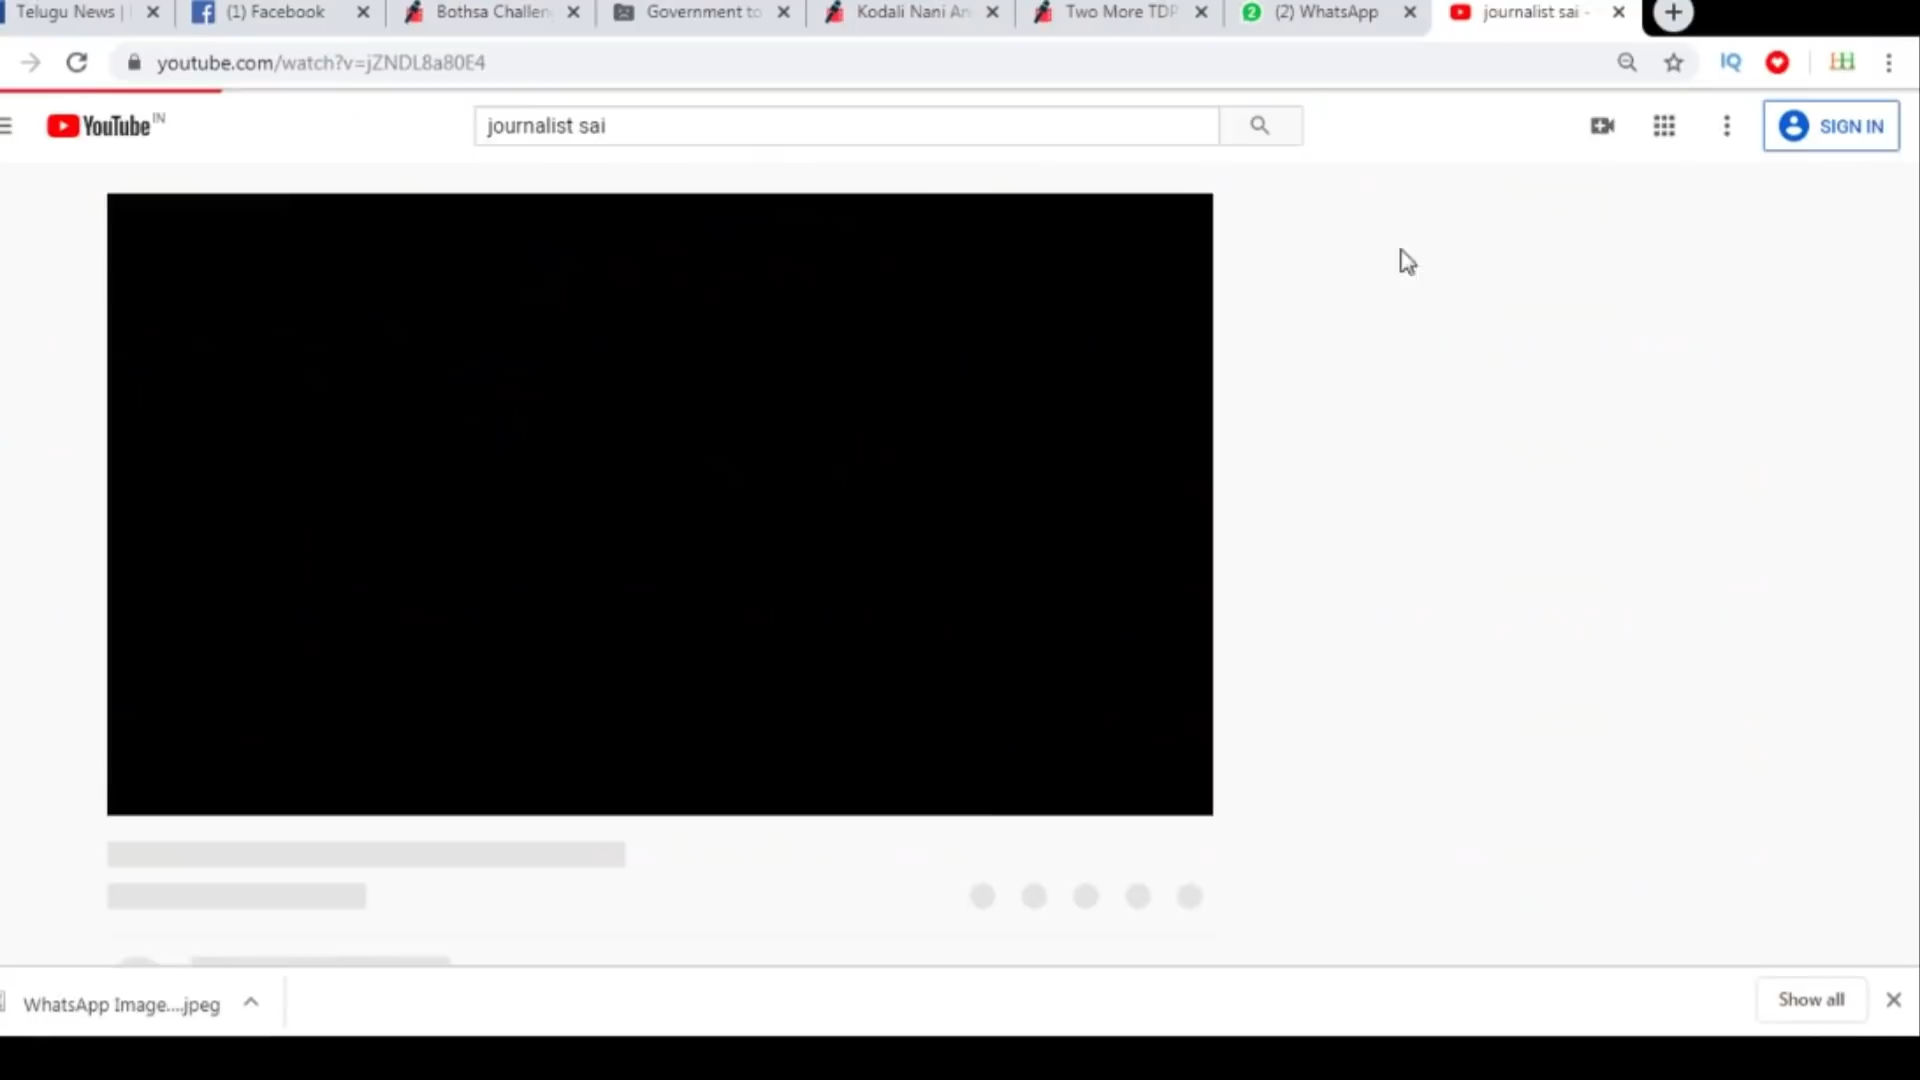 Telugu News |
(1) Facebook
Bothsa Challen
Government to
Kodali Nani An
Two More TDP
2
(2) WhatsApp
journalist sai -
youtube.com/watch?v=jZNDL8a80E4
IQ
YouTube IN
journalist sai
SIGN IN
WhatsApp Image....jpeg
Show all